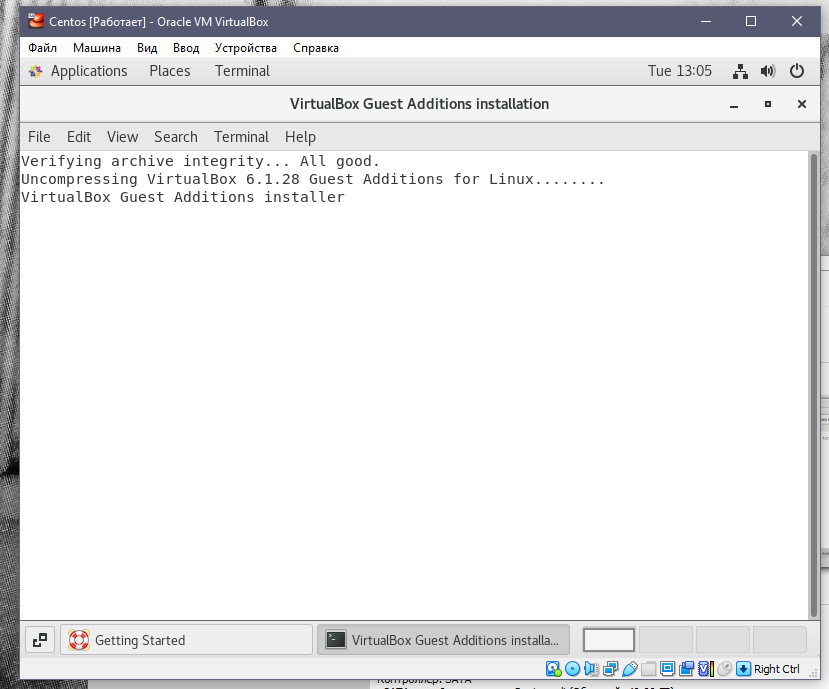 Centos [Работает] - Oracle VM VirtualBox
Файл Машина Вид Ввод Устройства Справка
Applications Places Terminal Tue 13:05
VirtualBox Guest Additions installation
File Edit View Search Terminal Help
Verifying archive integrity... All good.
Uncompressing VirtualBox 6.1.28 Guest Additions for Linux........
VirtualBox Guest Additions installer
Getting Started VirtualBox Guest Additions installa...
Right Ctrl
Контроллер: SATA